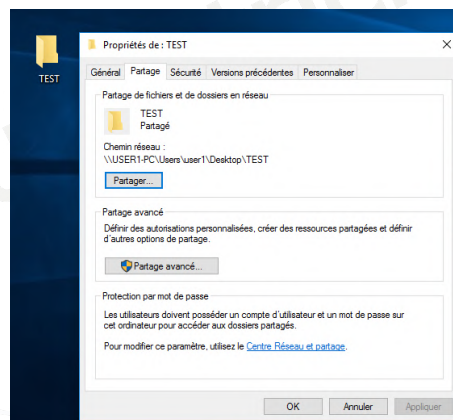 TEST
Propriétés de : TEST
Général Partage Sécurité Versions précédentes Personnaliser
Partage de fichiers et de dossiers en réseau
TEST
Partagé
Chemin réseau :
\\USER1-PC\Users\user1\Desktop\TEST
Partager...
Partage avancé
Définir des autorisations personnalisées, créer des ressources partagées et définir
d'autres options de partage.
Partage avancé...
Protection par mot de passe
Les utilisateurs doivent posséder un compte d'utilisateur et un mot de passe sur
cet ordinateur pour accéder aux dossiers partagés.
Pour modifier ce paramètre, utilisez le Centre Réseau et partage.
OK Annuler Appliquer